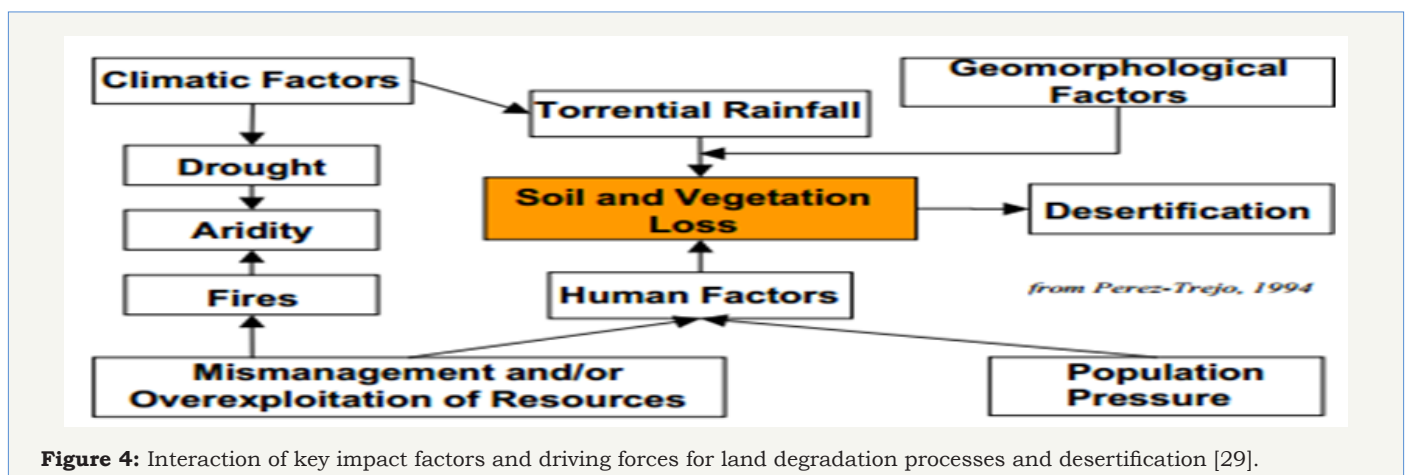 Climatic Factors
Geomorphological
Factors
Torrential Rainfall
Drought
Soil and Vegetation
Loss
Desertification
Aridity
Fires
Human Factors
from Perez-Trejo, 1994
Mismanagement and/or
Overexploitation of Resources
Population
Pressure
Figure 4: Interaction of key impact factors and driving forces for land degradation processes and desertification [29].